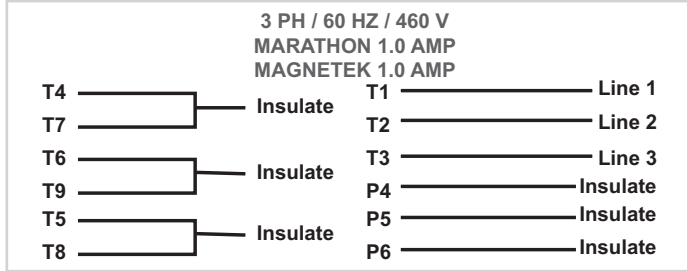 3 PH / 60 HZ / 460 V
MARATHON 1.0 AMP
MAGNETEK 1.0 AMP
T4
T7
Insulate
T6
T9
Insulate
T5
T8
Insulate
T1 Line 1
T2 Line 2
T3 Line 3
P4 Insulate
P5 Insulate
P6 Insulate